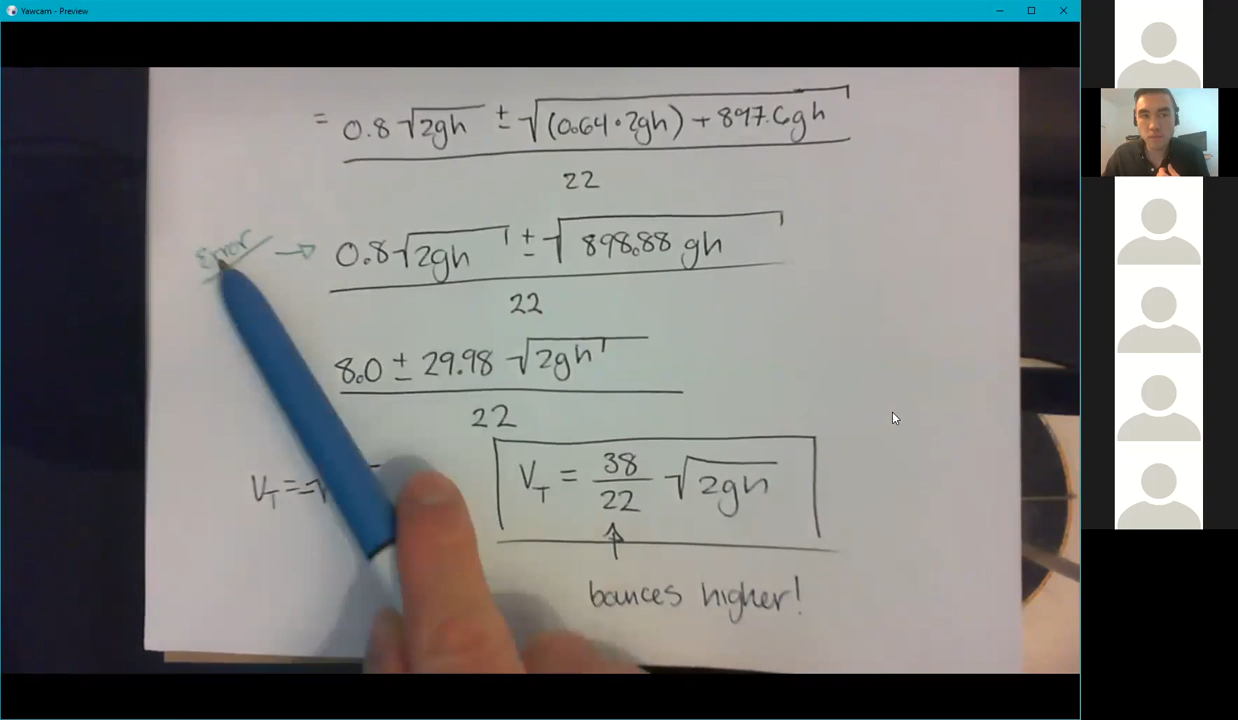 Yawcam - Preview
= 0.8 √2gh ± √(0.64•2gh) + 897.6gh
22
Error → 0.8√2gh ± √898.88 gh
22
8.0 ± 29.98 √2gh
22
V_T = -√
V_T = 38/22 √2gh
↑
bounces higher!